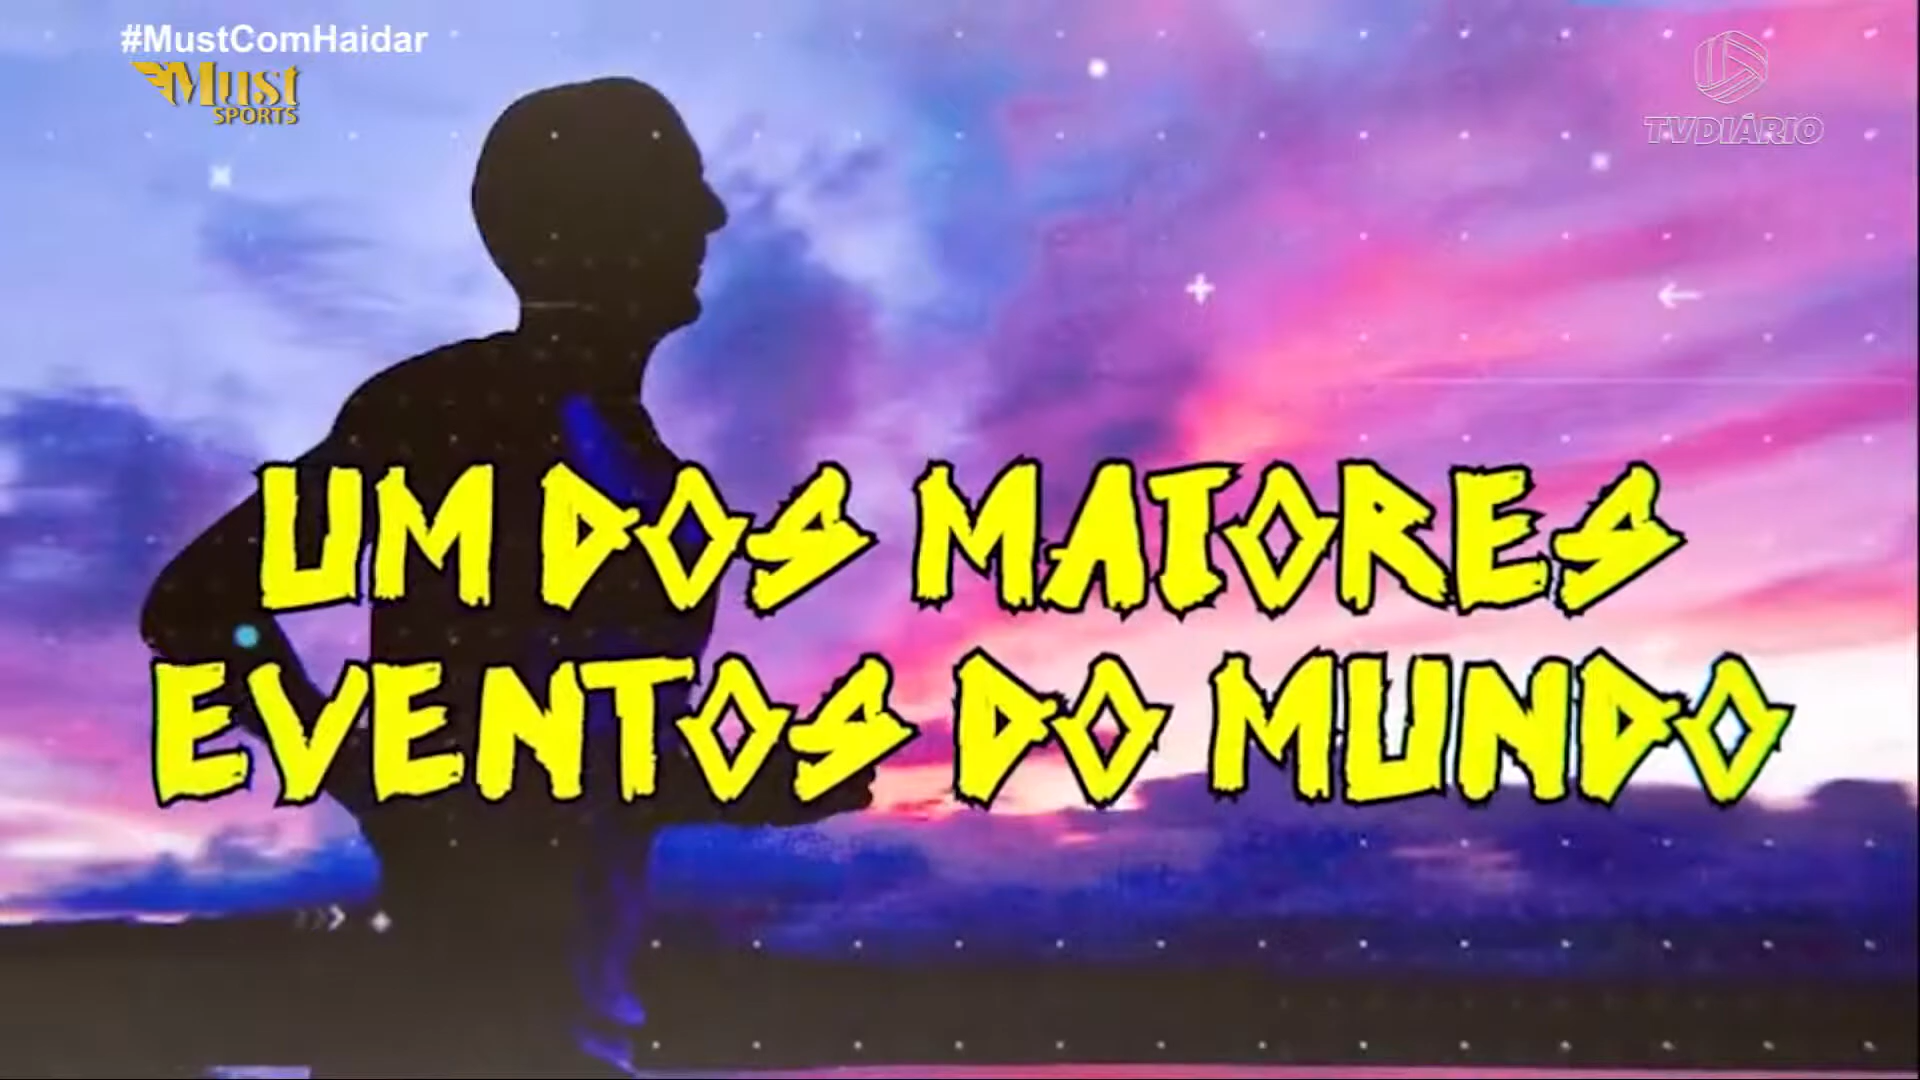 #MustComHaidar
Must
SPORTS
TVDIÁRIO
UM DOS MAIORES
EVENTOS DO MUNDO